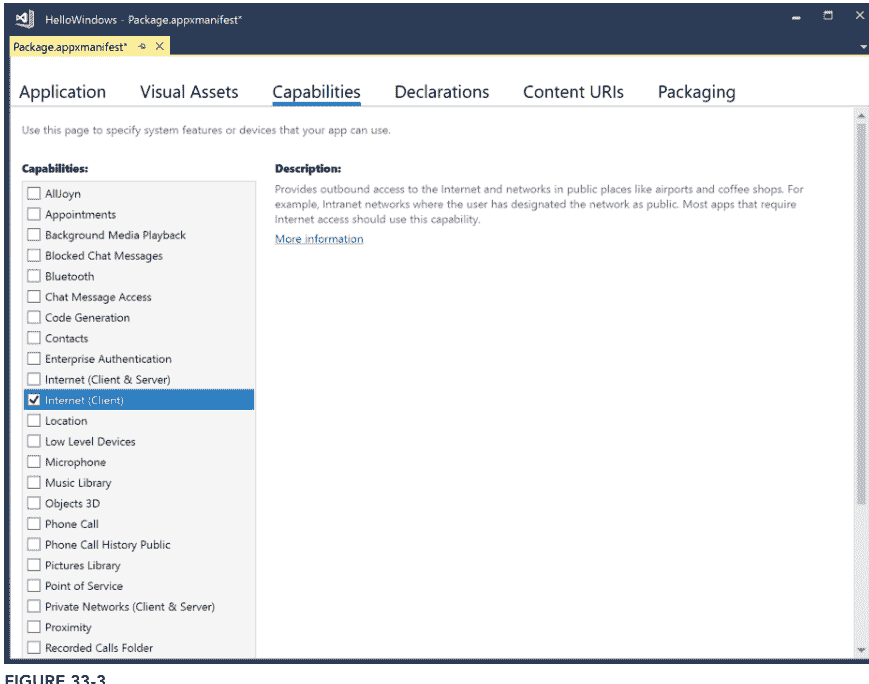 HelloWindows - Package.appxmanifest*
Package.appxmanifest*
Application Visual Assets Capabilities Declarations Content URIs Packaging
Use this page to specify system features or devices that your app can use.
Capabilities:
AllJoyn
Appointments
Background Media Playback
Blocked Chat Messages
Bluetooth
Chat Message Access
Code Generation
Contacts
Enterprise Authentication
Internet (Client & Server)
Internet (Client)
Location
Low Level Devices
Microphone
Music Library
Objects 3D
Phone Call
Phone Call History Public
Pictures Library
Point of Service
Private Networks (Client & Server)
Proximity
Recorded Calls Folder
Description:
Provides outbound access to the Internet and networks in public places like airports and coffee shops. For
example, Intranet networks where the user has designated the network as public. Most apps that require
Internet access should use this capability.
More information
FIGURE 33-3